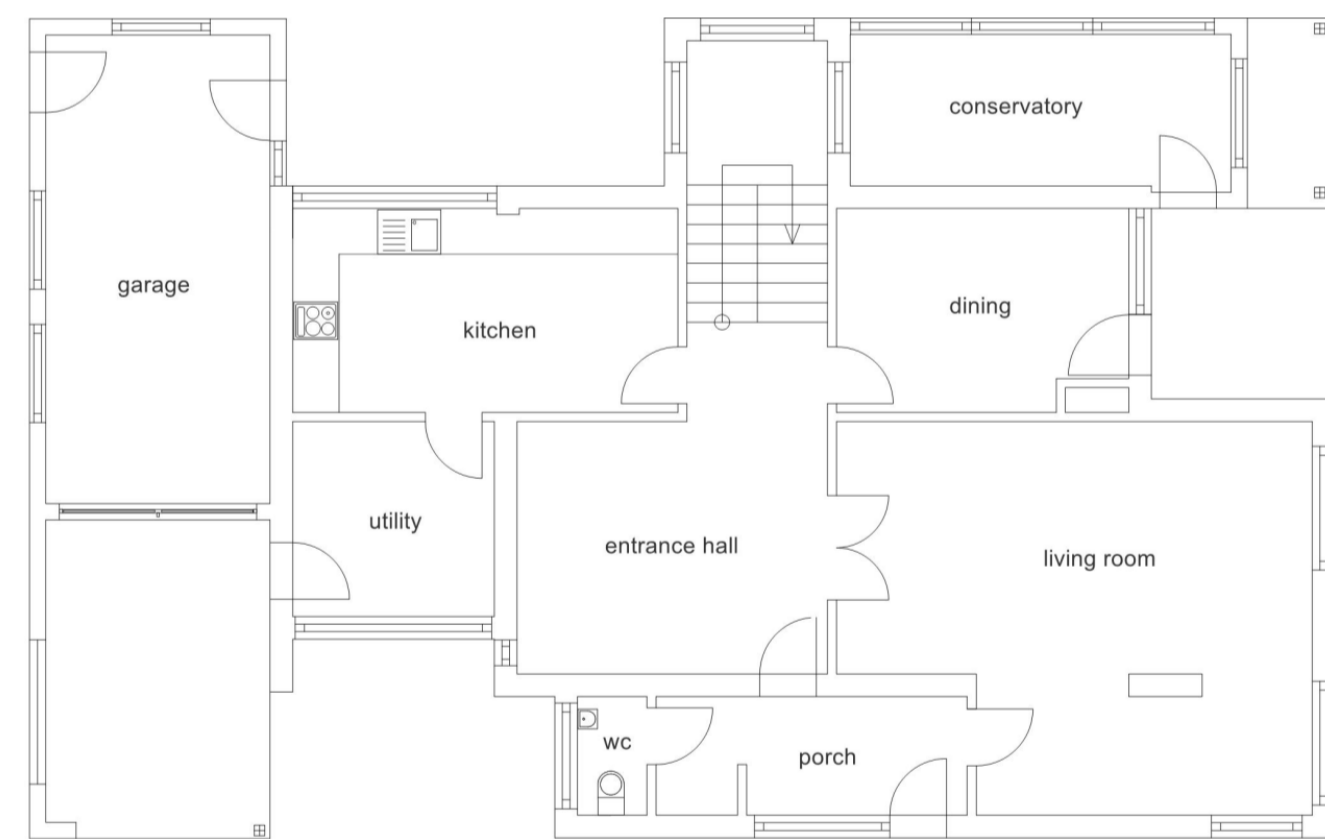 conservatory
garage
dining
kitchen
utility
entrance hall
living room
wc
porch